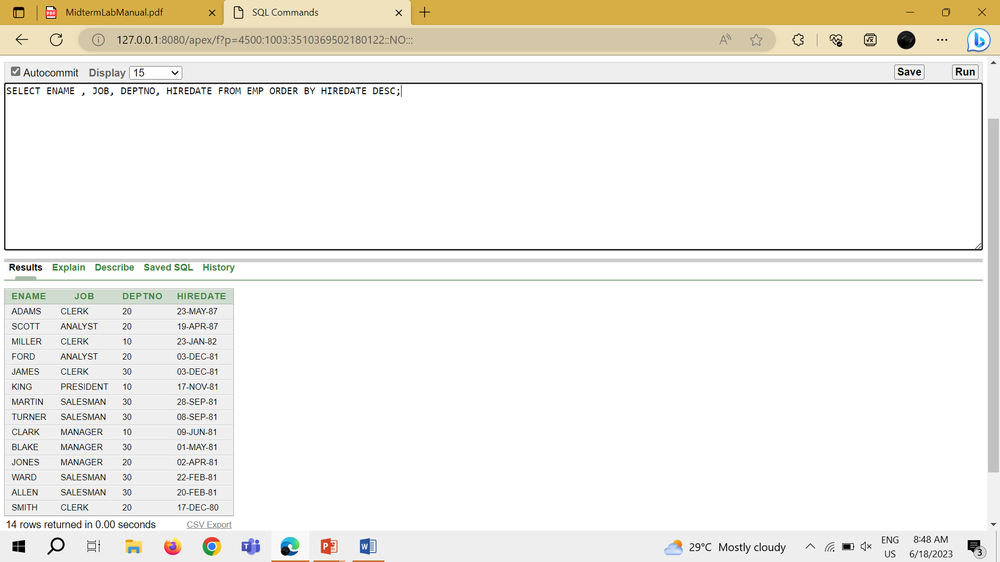 MidtermLabManual.pdf
SQL Commands
127.0.0.1:8080/apex/f?p=4500:1003:3510369502180122::NO:::
Autocommit Display 15 Save Run
SELECT ENAME , JOB, DEPTNO, HIREDATE FROM EMP ORDER BY HIREDATE DESC;
Results Explain Describe Saved SQL History
ENAME JOB DEPTNO HIREDATE
ADAMS CLERK 20 23-MAY-87
SCOTT ANALYST 20 19-APR-87
MILLER CLERK 10 23-JAN-82
FORD ANALYST 20 03-DEC-81
JAMES CLERK 30 03-DEC-81
KING PRESIDENT 10 17-NOV-81
MARTIN SALESMAN 30 28-SEP-81
TURNER SALESMAN 30 08-SEP-81
CLARK MANAGER 10 09-JUN-81
BLAKE MANAGER 30 01-MAY-81
JONES MANAGER 20 02-APR-81
WARD SALESMAN 30 22-FEB-81
ALLEN SALESMAN 30 20-FEB-81
SMITH CLERK 20 17-DEC-80
14 rows returned in 0.00 seconds CSV Export
29°C Mostly cloudy
ENG
US
8:48 AM
6/18/2023
3